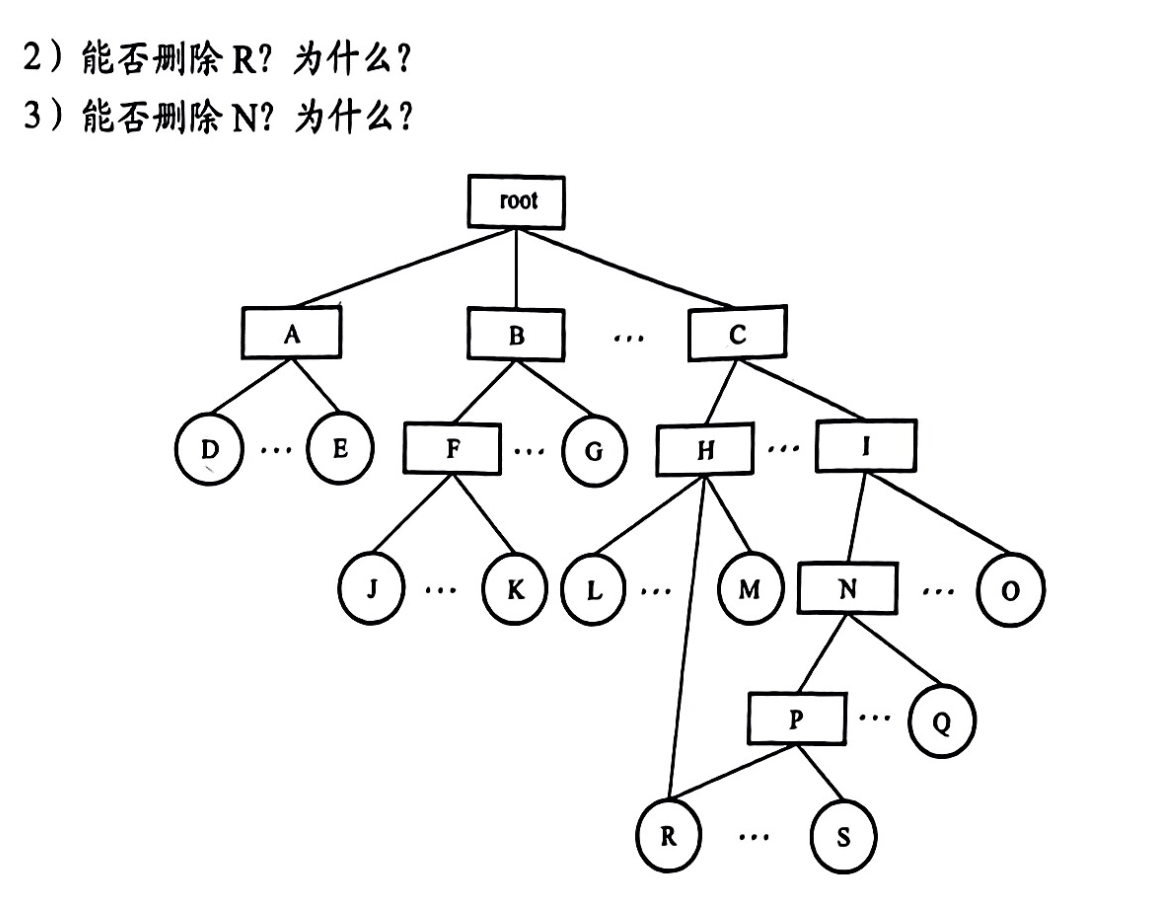 2）能否删除 R？为什么？
3）能否删除 N？为什么？
root
A B … C
D … E F … G H … I
J … K L … M N … O
P … Q
R … S